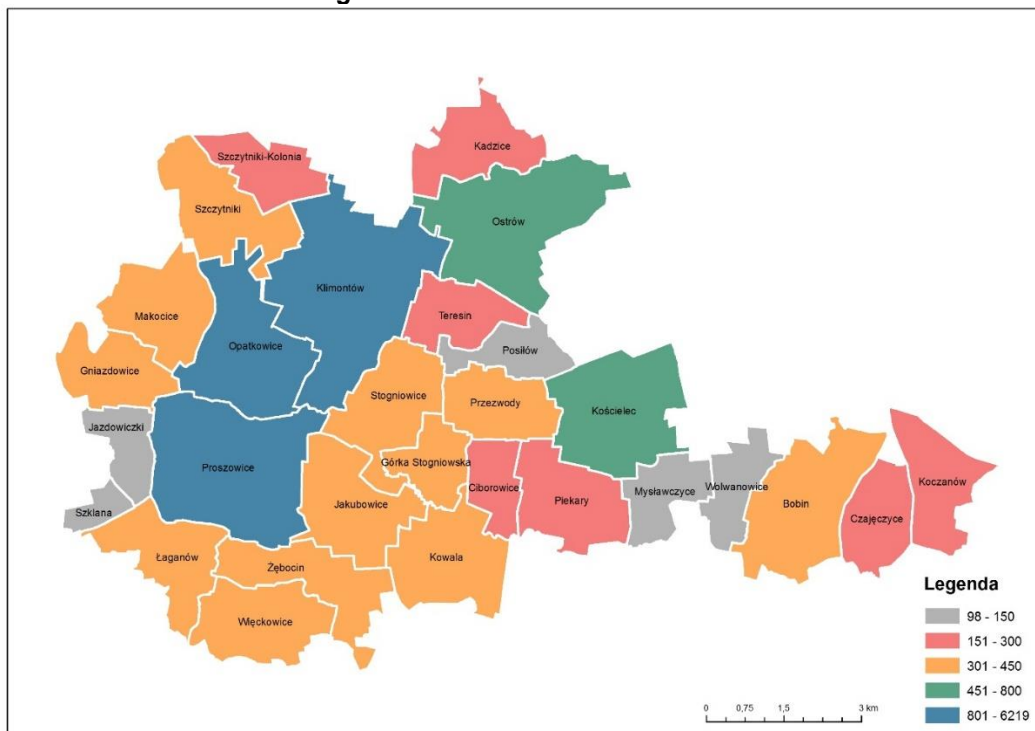 Kadzice
Szczytniki-Kolonia
Szczytniki
Ostrów
Klimontów
Makocice
Teresin
Opatkowice
Posiłów
Gniazdowice
Stogniowice
Przezwody
Kościelec
Jazdowiczki
Proszowice
Górka Stogniowska
Ciborowice
Piekary
Mysławczyce
Wolwanowice
Koczanów
Szklana
Jakubowice
Bobin
Czajęczyce
Łaganów
Żębocin
Kowala
Więckowice
Legenda
98 - 150
151 - 300
301 - 450
451 - 800
801 - 6219
0 0,75 1,5 3 km